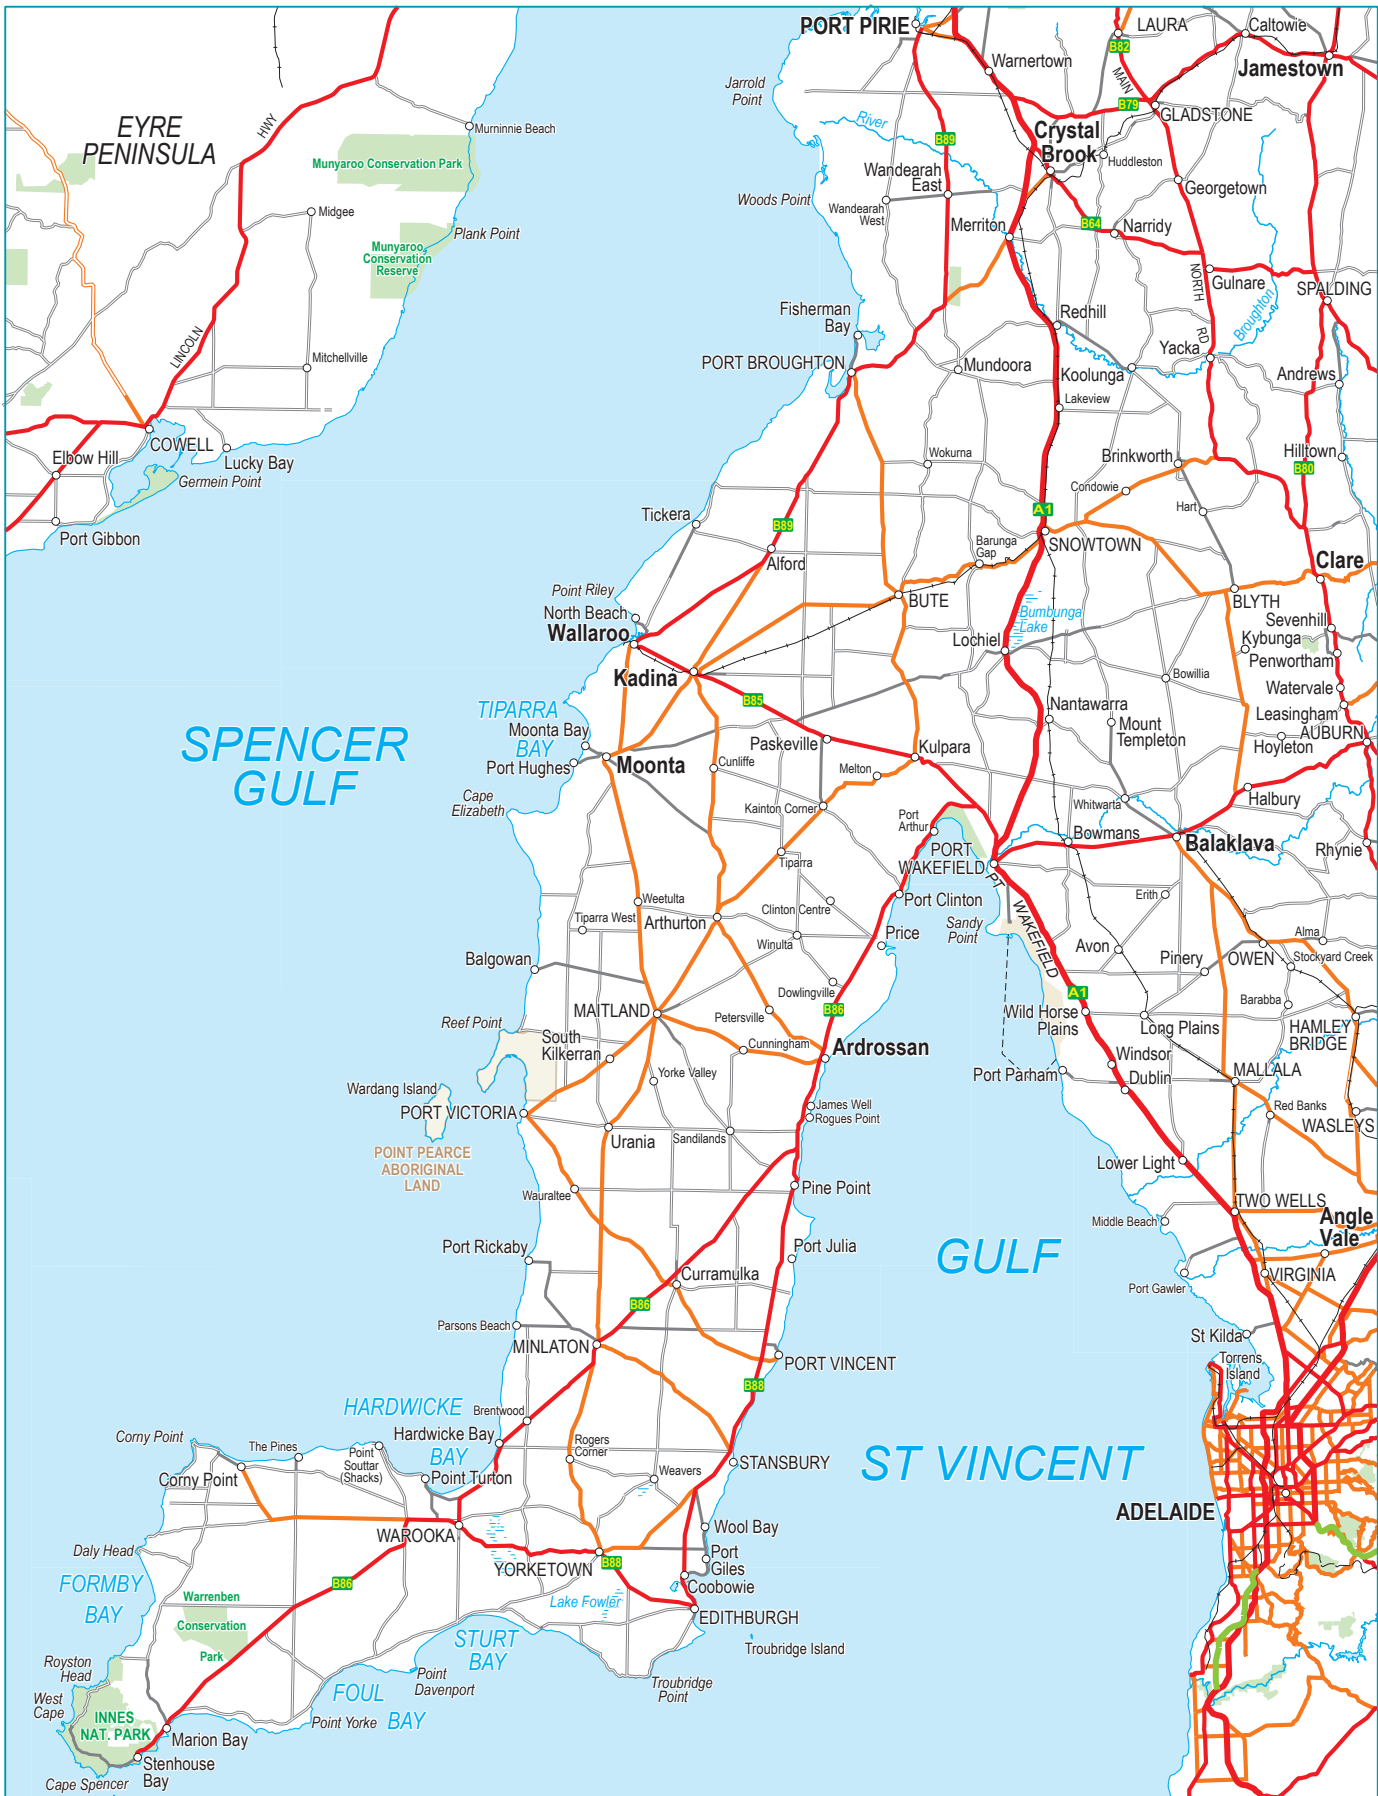 PORT PIRIE
LAURA
Caltowie
B82
Warnertown
Jamestown
MAIN
Jarrold
Point
B79
GLADSTONE
EYRE
PENINSULA
HWY
Murninnie Beach
River
B89
Crystal
Brook
Huddleston
Munyaroo Conservation Park
Wandearah
East
Georgetown
Woods Point
Wandearah
West
Midgee
Merriton
B64
Narridy
Plank Point
Munyaroo
Conservation
Reserve
NORTH
Gulnare
SPALDING
Fisherman
Bay
Redhill
Broughton
RD
LINCOLN
Yacka
Mitchellville
PORT BROUGHTON
Mundoora
Koolunga
Andrews
Lakeview
COWELL
Elbow Hill
Lucky Bay
Wokurna
Brinkworth
Hilltown
B80
Germein Point
Condowie
Hart
Tickera
A1
Port Gibbon
B89
SNOWTOWN
Barunga
Gap
Alford
Clare
Point Riley
BUTE
BLYTH
North Beach
Bumbunga
Lake
Sevenhill
Wallaroo
Lochiel
Kybunga
Penwortham
Kadina
Bowillia
Watervale
B85
TIPARRA
BAY
Nantawarra
Leasingham
SPENCER
GULF
Moonta Bay
Mount
Templeton
AUBURN
Paskeville
Kulpara
Hoyleton
Port Hughes
Moonta
Cunliffe
Melton
Cape
Elizabeth
Kainton Corner
Whitwarta
Halbury
Port
Arthur
Bowmans
Balaklava
Rhynie
PORT
WAKEFIELD
Tiparra
PT
WAKEFIELD
Weetulta
Clinton Centre
Port Clinton
Erith
Tiparra West
Arthurton
Sandy
Point
Winulta
Price
Avon
Alma
Balgowan
Pinery
OWEN
Stockyard Creek
Dowlingville
A1
Barabba
MAITLAND
Petersville
B86
Wild Horse
Plains
Long Plains
HAMLEY
BRIDGE
Reef Point
South
Kilkerran
Cunningham
Ardrossan
Windsor
Port Parham
Dublin
MALLALA
Wardang Island
Yorke Valley
PORT VICTORIA
James Well
Rogues Point
Red Banks
WASLEYS
Urania
Sandilands
POINT PEARCE
ABORIGINAL
LAND
Lower Light
Wauraltee
Pine Point
TWO WELLS
Middle Beach
Angle
Vale
Port Rickaby
Port Julia
GULF
ST VINCENT
Curramulka
VIRGINIA
Port Gawler
B86
Parsons Beach
St Kilda
MINLATON
PORT VINCENT
Torrens
Island
B88
HARDWICKE
BAY
Brentwood
Corny Point
The Pines
Hardwicke Bay
Rogers
Corner
Point
Souttar
(Shacks)
STANSBURY
Corny Point
Point Turton
Weavers
ADELAIDE
WAROOKA
Wool Bay
Daly Head
YORKETOWN
B88
Port
Giles
FORMBY
BAY
B86
Coobowie
Warrenben
Conservation
Park
Lake Fowler
EDITHBURGH
STURT
BAY
Troubridge Island
Royston
Head
Point
Davenport
Troubridge
Point
West
Cape
FOUL
BAY
INNES
NAT. PARK
Point Yorke
Marion Bay
Stenhouse
Bay
Cape Spencer